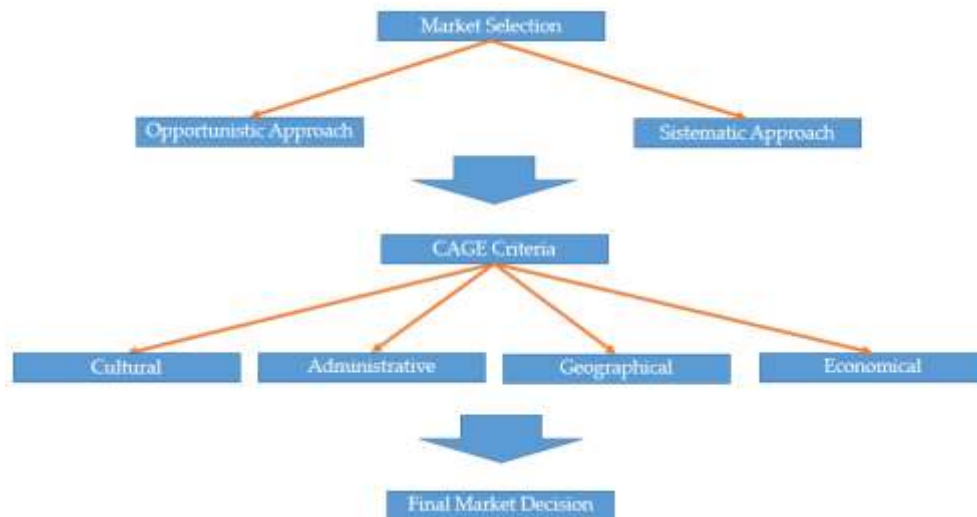 Market Selection
Opportunistic Approach
Sistematic Approach
CAGE Criteria
Cultural
Administrative
Geographical
Economical
Final Market Decision